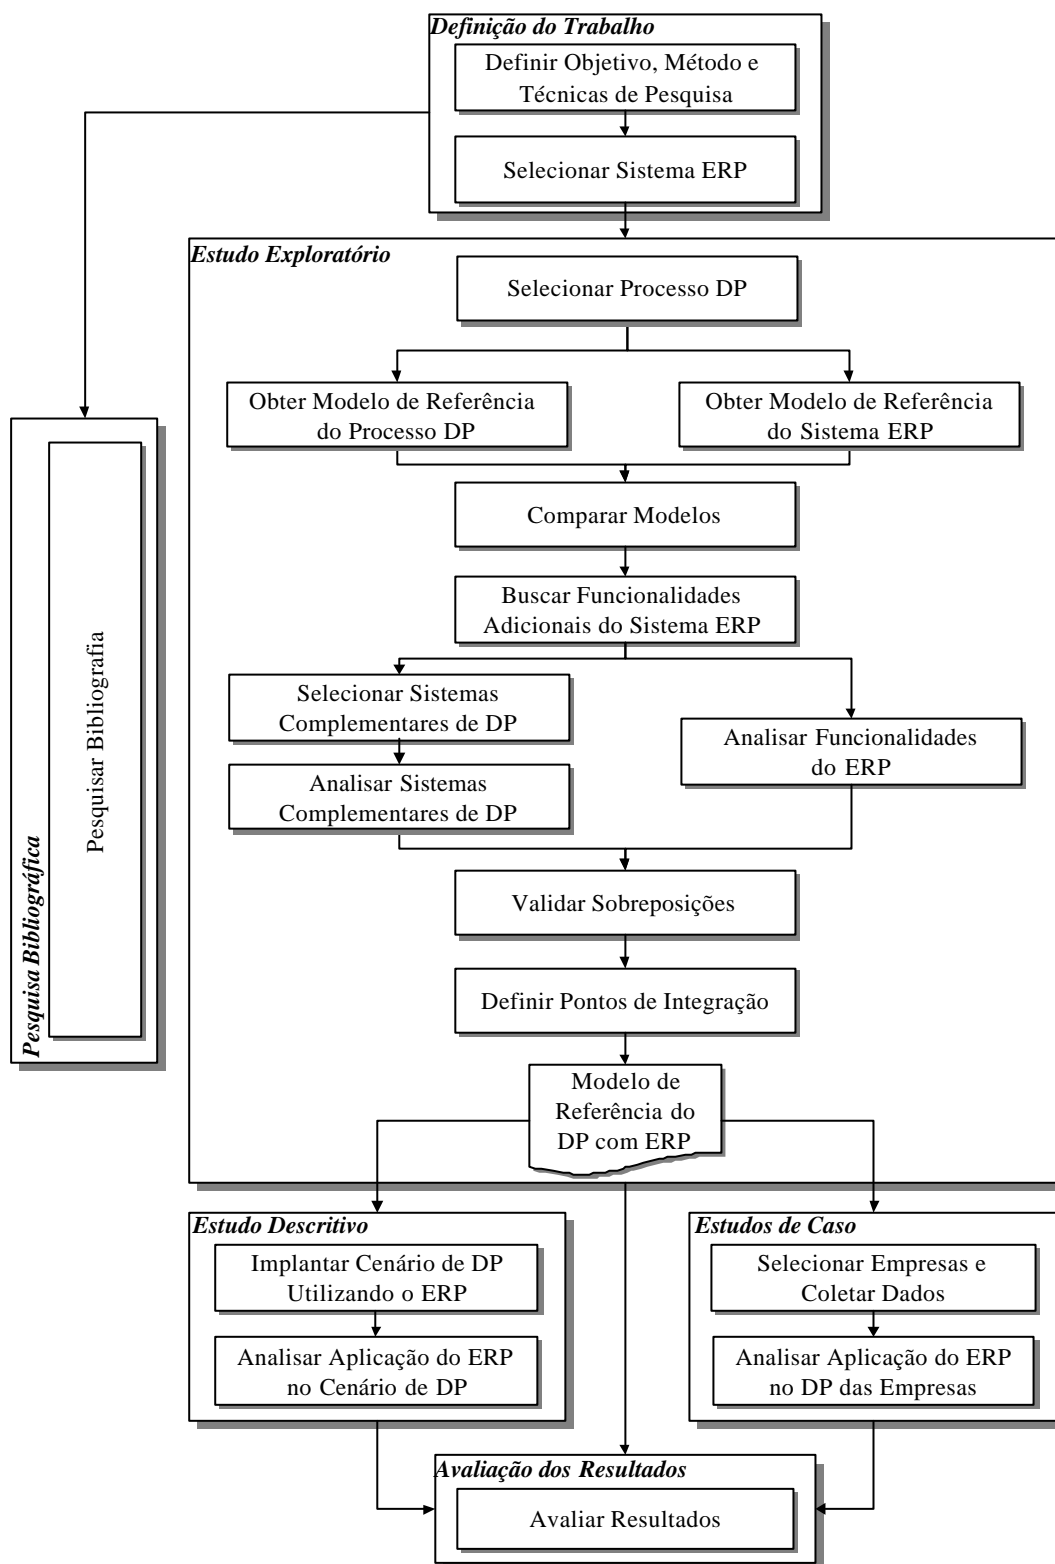 Definição do Trabalho
Definir Objetivo, Método e
Técnicas de Pesquisa
Selecionar Sistema ERP
Estudo Exploratório
Selecionar Processo DP
Obter Modelo de Referência
do Processo DP
Obter Modelo de Referência
do Sistema ERP
Comparar Modelos
Buscar Funcionalidades
Adicionais do Sistema ERP
Selecionar Sistemas
Complementares de DP
Analisar Funcionalidades
do ERP
Analisar Sistemas
Complementares de DP
Validar Sobreposições
Definir Pontos de Integração
Modelo de
Referência do
DP com ERP
Pesquisa Bibliográfica
Pesquisar Bibliografia
Estudo Descritivo
Implantar Cenário de DP
Utilizando o ERP
Analisar Aplicação do ERP
no Cenário de DP
Estudos de Caso
Selecionar Empresas e
Coletar Dados
Analisar Aplicação do ERP
no DP das Empresas
Avaliação dos Resultados
Avaliar Resultados